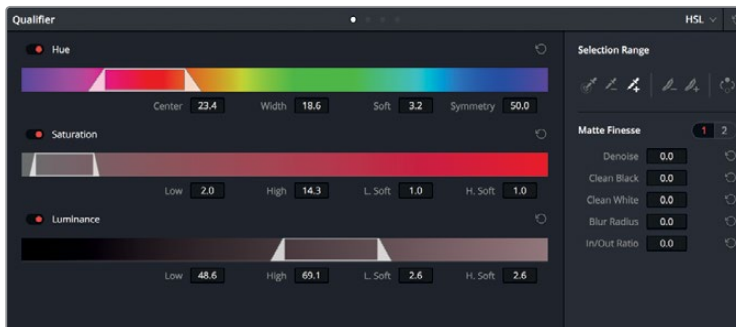 Qualifier
HSL
Hue
Center 23.4 Width 18.6 Soft 3.2 Symmetry 50.0
Saturation
Low 2.0 High 14.3 L. Soft 1.0 H. Soft 1.0
Luminance
Low 48.6 High 69.1 L. Soft 2.6 H. Soft 2.6
Selection Range
Matte Finesse 1 2
Denoise 0.0
Clean Black 0.0
Clean White 0.0
Blur Radius 0.0
In/Out Ratio 0.0